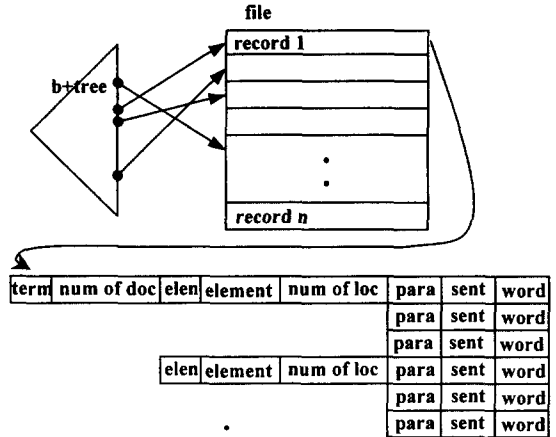 file
record 1
b+tree
record n
term num of doc elen element num of loc para sent word
para sent word
para sent word
elen element num of loc para sent word
para sent word
para sent word